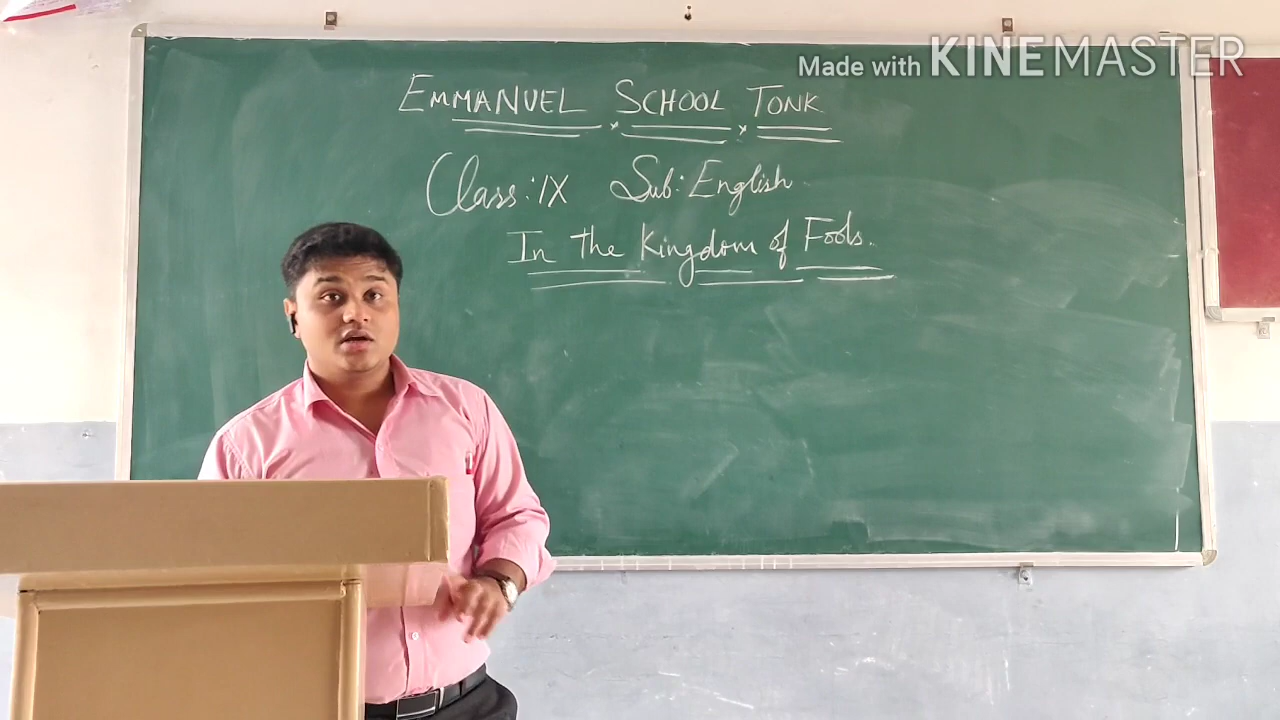 Made with KINEMASTER
EMMANUEL SCHOOL TONK
Class: IX Sub: English
In the Kingdom of Fools.